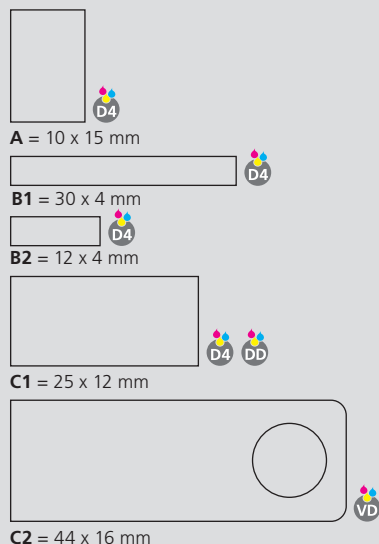 D4
A = 10 x 15 mm
D4
B1 = 30 x 4 mm
D4
B2 = 12 x 4 mm
D4 DD
C1 = 25 x 12 mm
VD
C2 = 44 x 16 mm